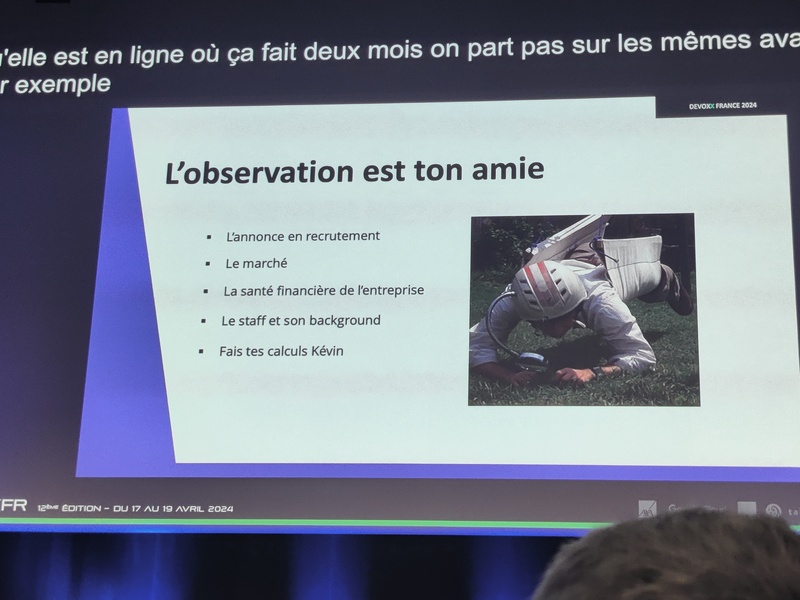 'elle est en ligne où ça fait deux mois on part pas sur les mêmes ava
r exemple
DEVOXX FRANCE 2024
L'observation est ton amie
▪ L'annonce en recrutement
▪ Le marché
▪ La santé financière de l'entreprise
▪ Le staff et son background
▪ Fais tes calculs Kévin
FR 12ème ÉDITION - DU 17 AU 19 AVRIL 2024